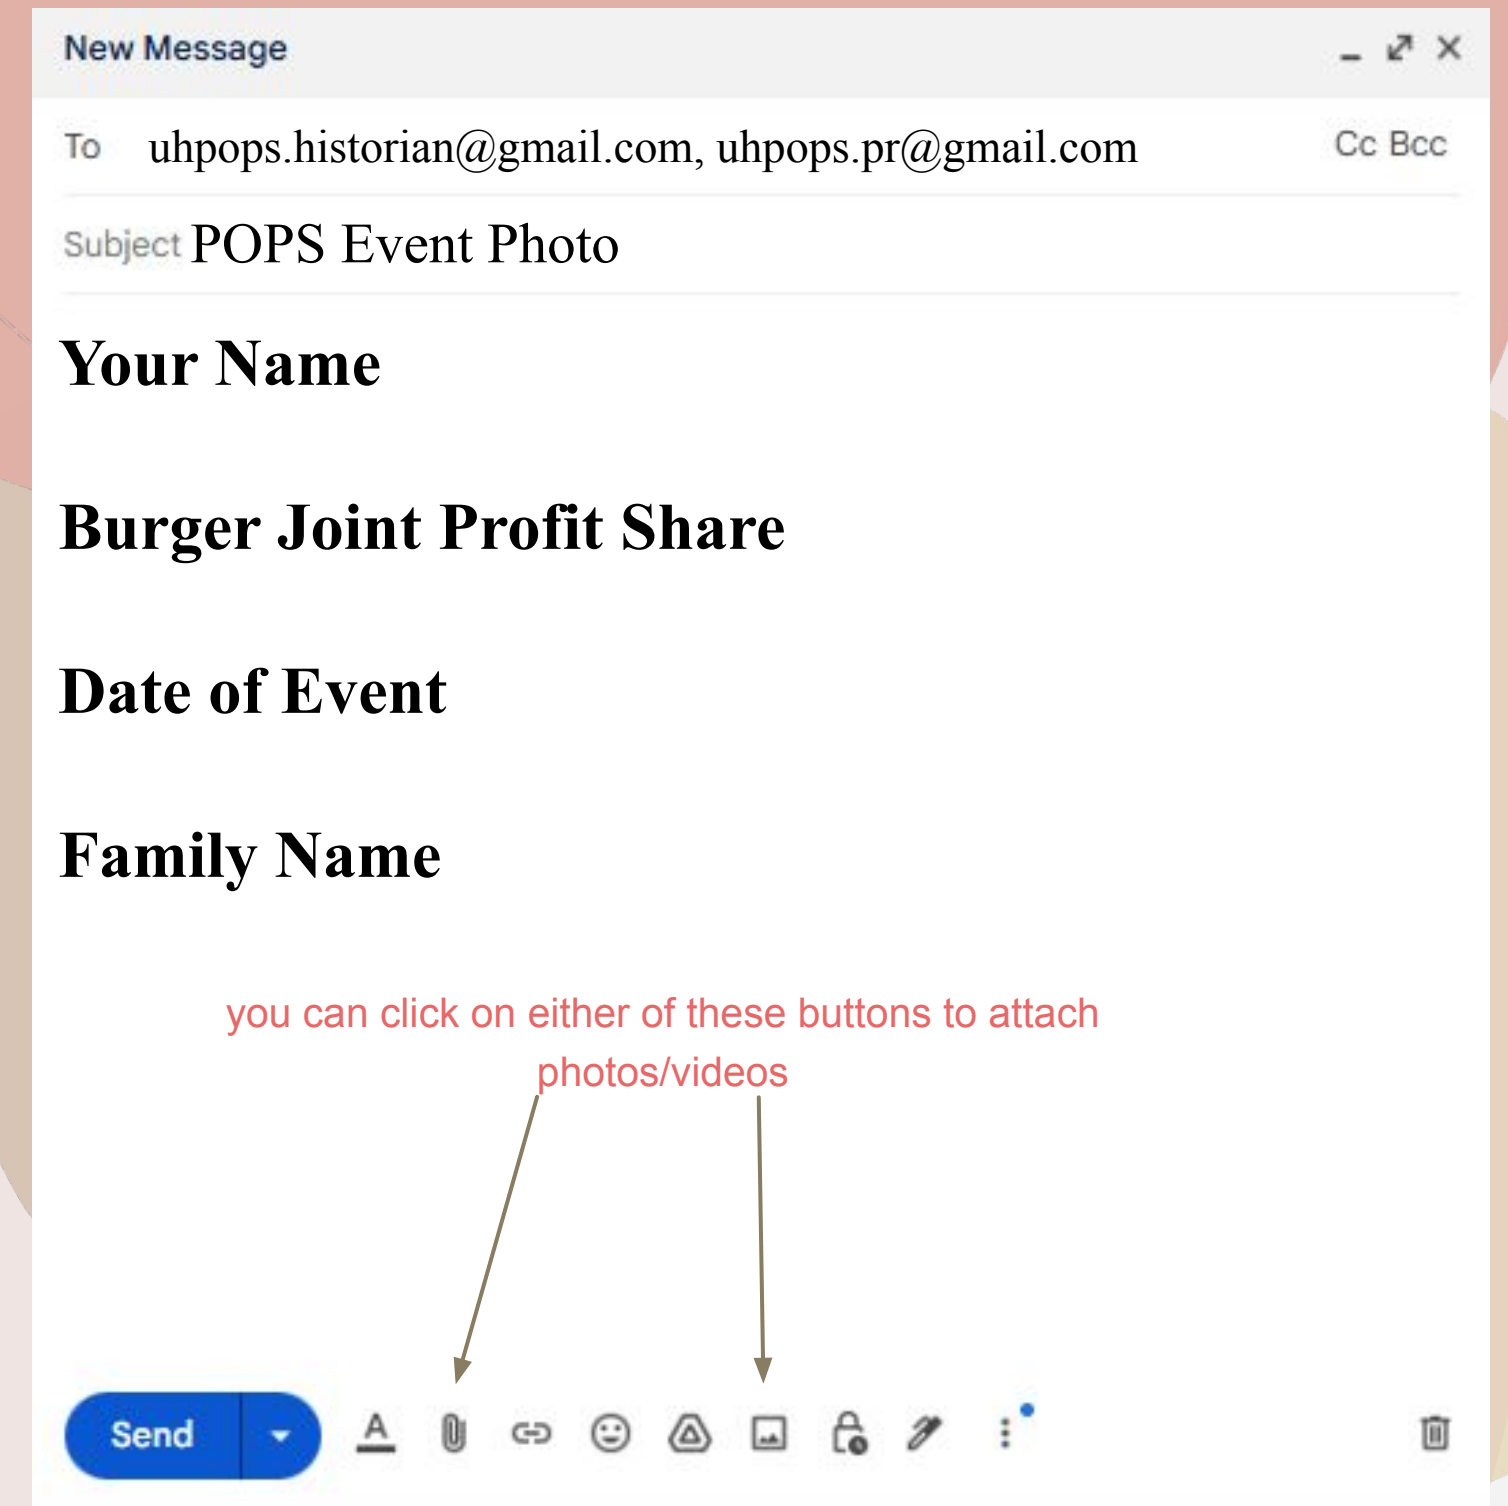 New Message
To uhpops.historian@gmail.com, uhpops.pr@gmail.com Cc Bcc
Subject POPS Event Photo
Your Name
Burger Joint Profit Share
Date of Event
Family Name
you can click on either of these buttons to attach
photos/videos
Send A